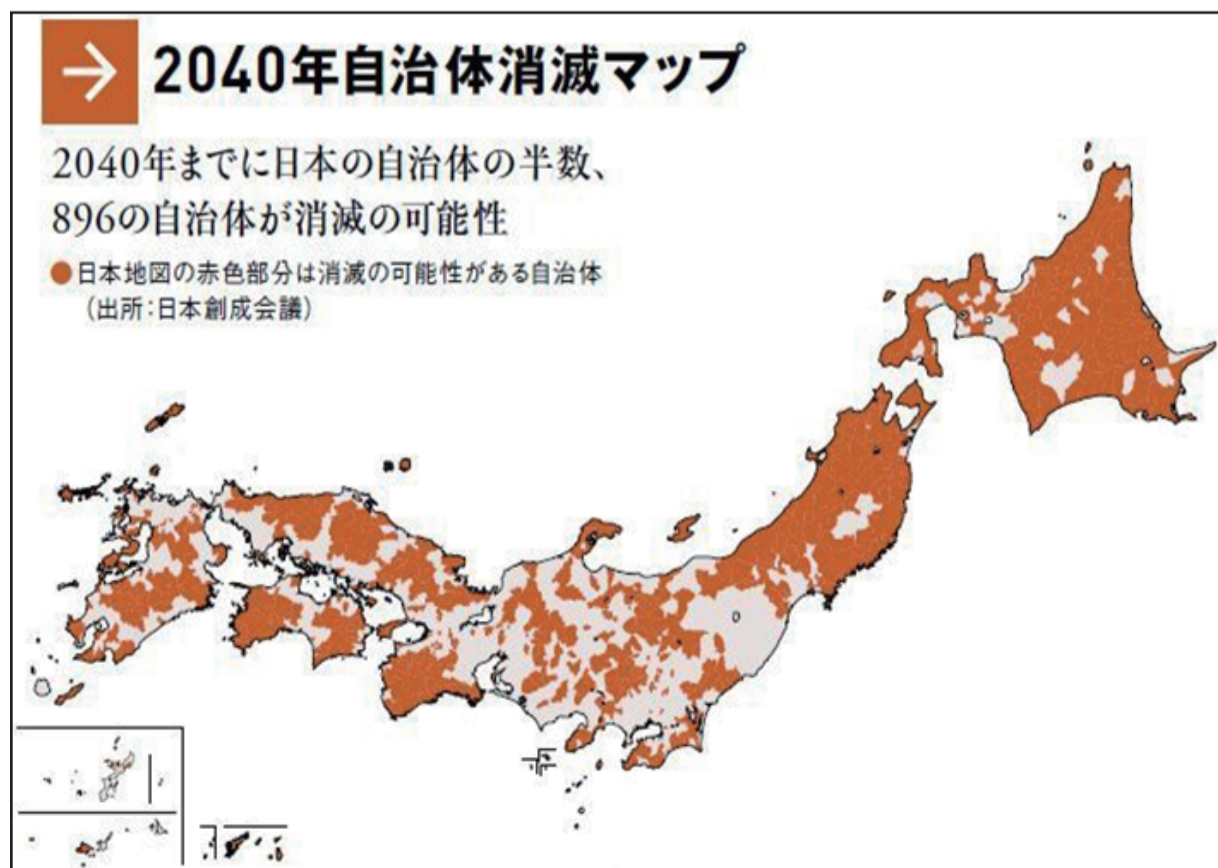 2040年自治体消滅マップ
2040年までに日本の自治体の半数、
896の自治体が消滅の可能性
●日本地図の赤色部分は消滅の可能性がある自治体
（出所：日本創成会議）